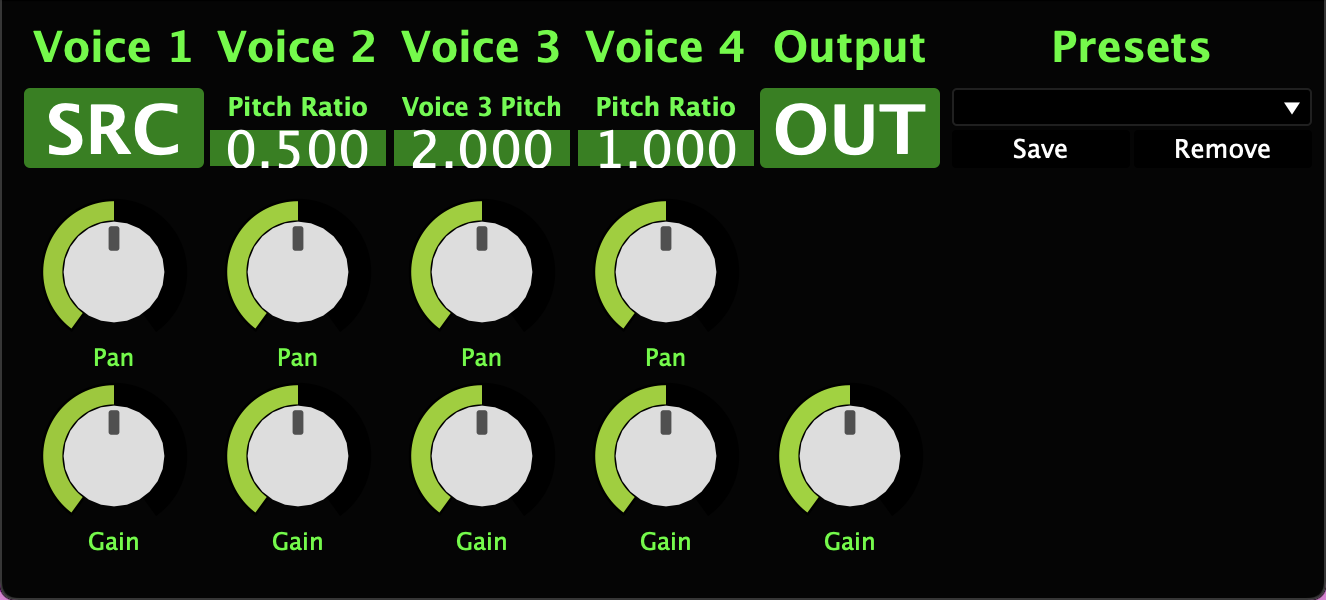 Voice 1 Voice 2 Voice 3 Voice 4 Output Presets
SRC Pitch Ratio Voice 3 Pitch Pitch Ratio OUT
0.500 2.000 1.000 Save Remove
Pan Pan Pan Pan
Gain Gain Gain Gain Gain